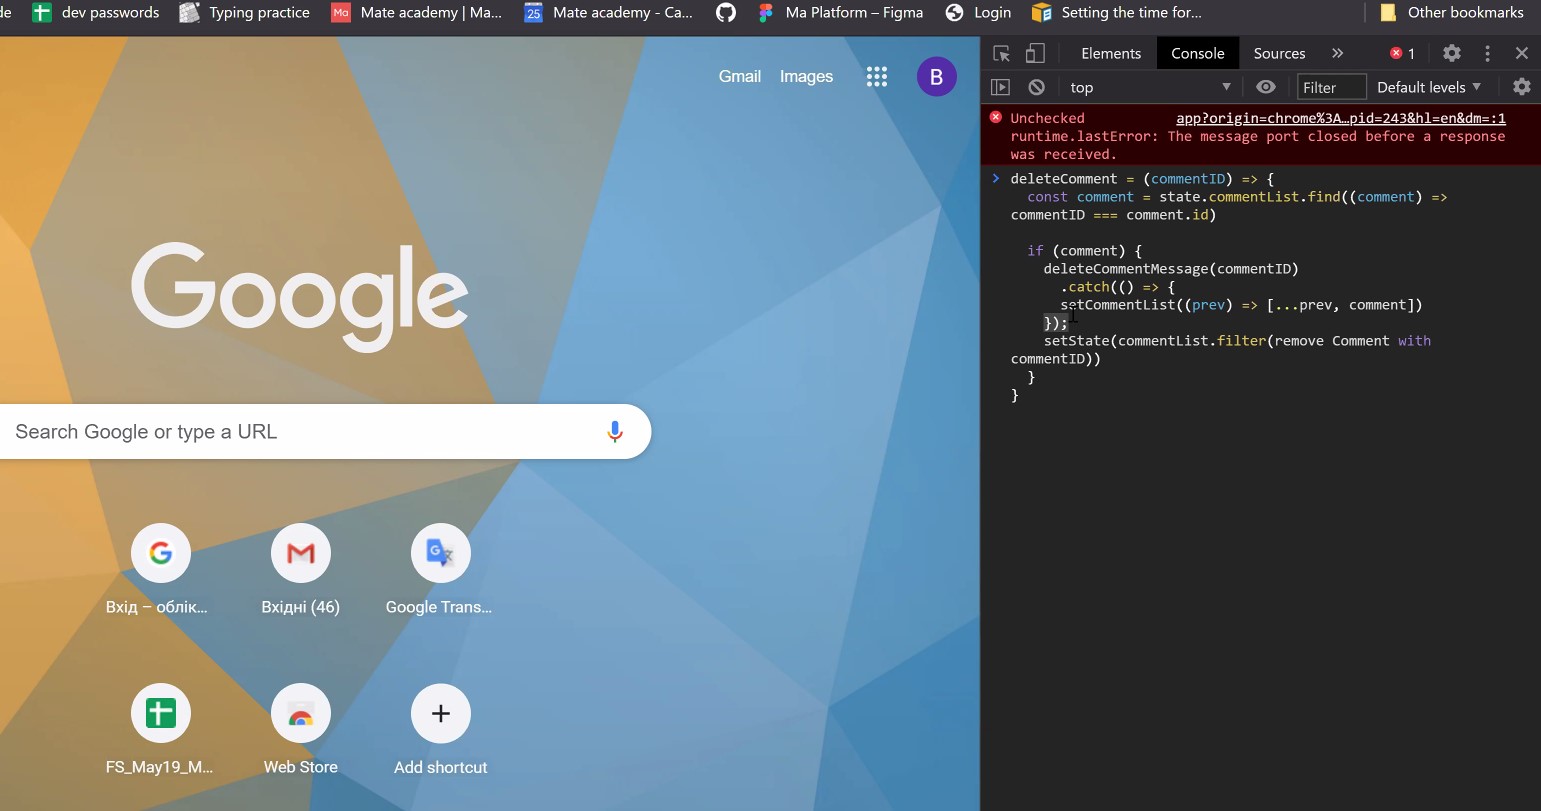 de dev passwords Typing practice Ma Mate academy | Ma... 25 Mate academy - Ca... Ma Platform – Figma Login Setting the time for... Other bookmarks
Elements Console Sources » 1
top Filter Default levels
Gmail Images B
Unchecked app?origin=chrome%3A…pid=243&hl=en&dm=:1
runtime.lastError: The message port closed before a response
was received.
deleteComment = (commentID) => {
const comment = state.commentList.find((comment) =>
commentID === comment.id)
if (comment) {
deleteCommentMessage(commentID)
.catch(() => {
setCommentList((prev) => [...prev, comment])
});
setState(commentList.filter(remove Comment with
commentID))
}
}
Google
Search Google or type a URL
Вхід – облік... Вхідні (46) Google Trans...
FS_May19_M... Web Store Add shortcut